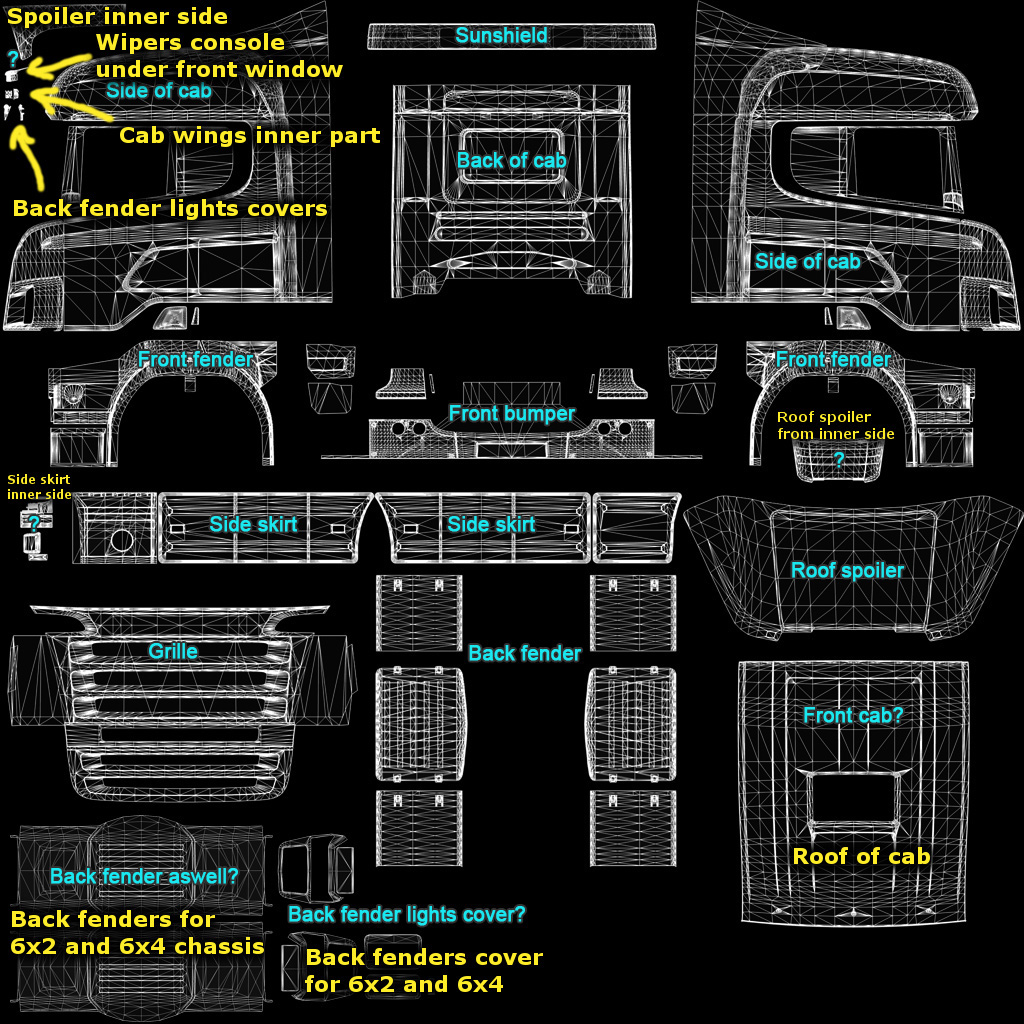 Spoiler inner side
Wipers console
under front window
?
Side of cab
Cab wings inner part
Back fender lights covers
Sunshield
Back of cab
Side of cab
Front fender
Front bumper
Front fender
Roof spoiler
from inner side
?
Side skirt
inner side
?
Side skirt
Side skirt
Roof spoiler
Grille
Back fender
Front cab?
Roof of cab
Back fender aswell?
Back fenders for
6x2 and 6x4 chassis
Back fender lights cover?
Back fenders cover
for 6x2 and 6x4